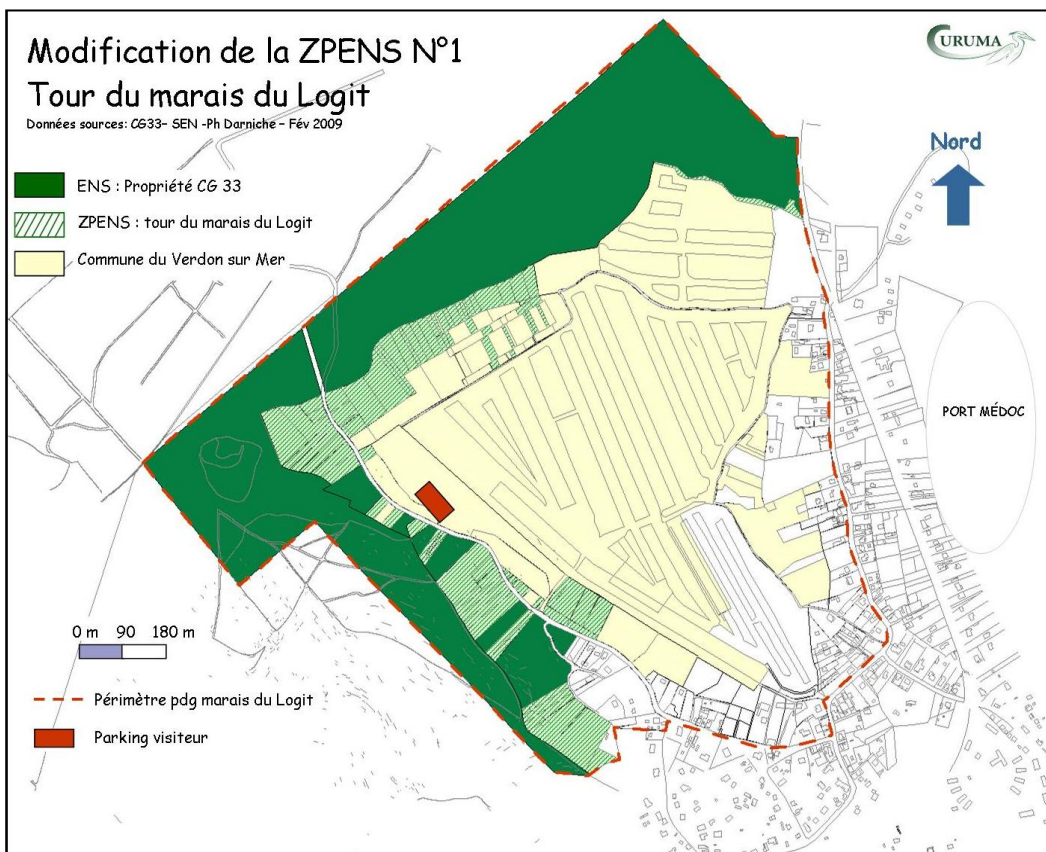 Modification de la ZPENS N°1
Tour du marais du Logit
Données sources: CG33- SEN -Ph Darniche - Fév 2009
CURUMA
Nord
ENS : Propriété CG 33
ZPENS : tour du marais du Logit
Commune du Verdon sur Mer
PORT MÉDOC
0 m 90 180 m
Périmètre pdg marais du Logit
Parking visiteur